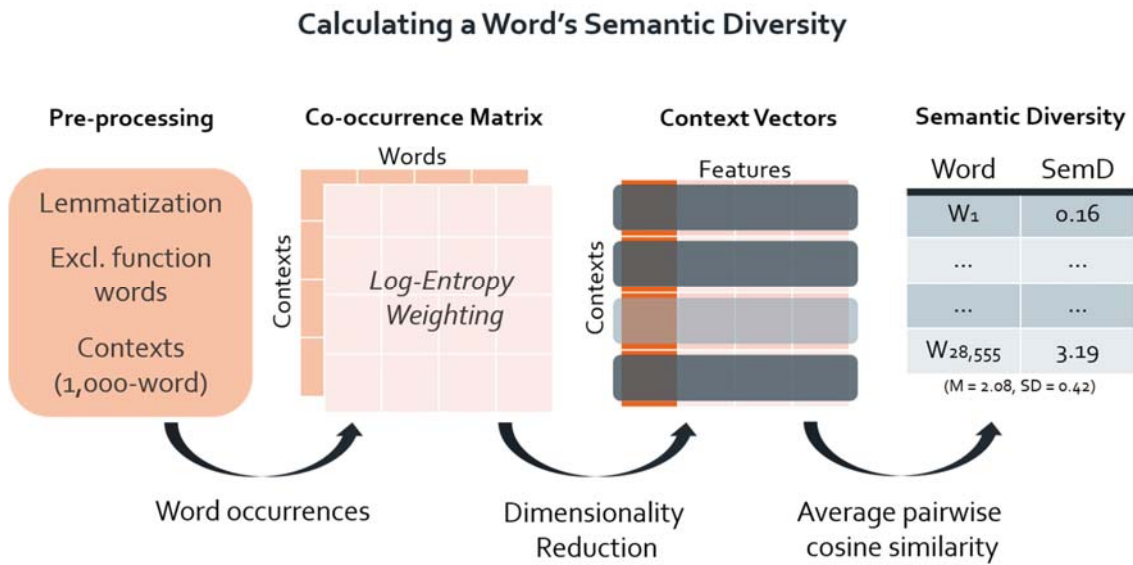 Calculating a Word's Semantic Diversity
Pre-processing
Lemmatization
Excl. function
words
Contexts
(1,000-word)
Co-occurrence Matrix
Words
Contexts
Log-Entropy
Weighting
Context Vectors
Features
Contexts
Semantic Diversity
Word SemD
W1 0.16
... ...
... ...
W28,555 3.19
(M = 2.08, SD = 0.42)
Word occurrences
Dimensionality
Reduction
Average pairwise
cosine similarity